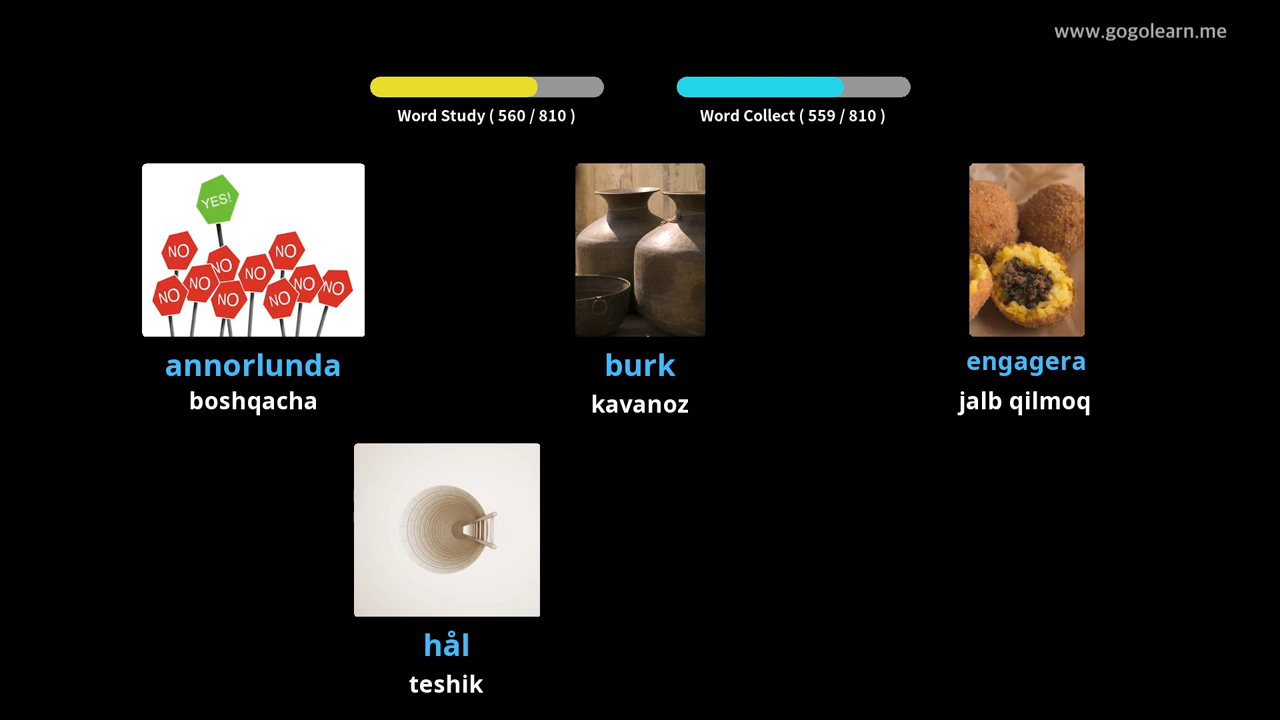 www.gogolearn.me
Word Study ( 560 / 810 )
Word Collect ( 559 / 810 )
YES!
NO
NO
NO
NO
NO
NO
NO
NO
NO
NO
annorlunda
boshqacha
burk
kavanoz
engagera
jalb qilmoq
hål
teshik